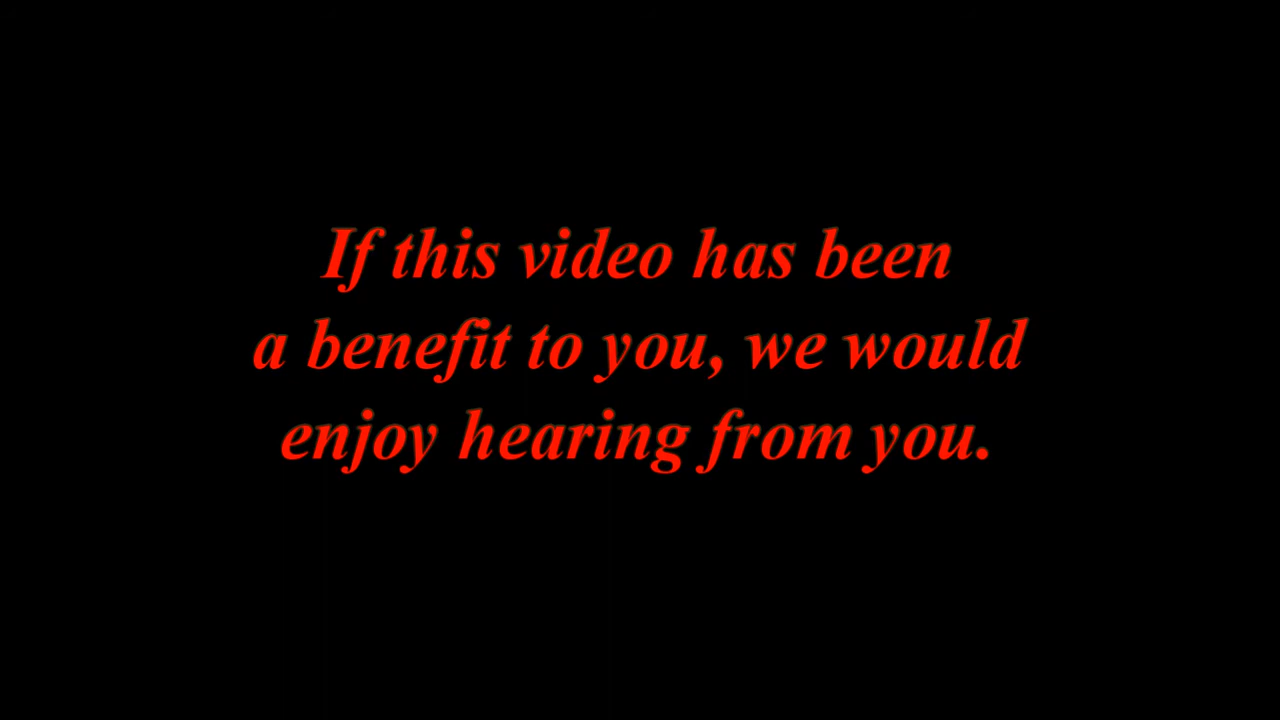 If this video has been
a benefit to you, we would
enjoy hearing from you.